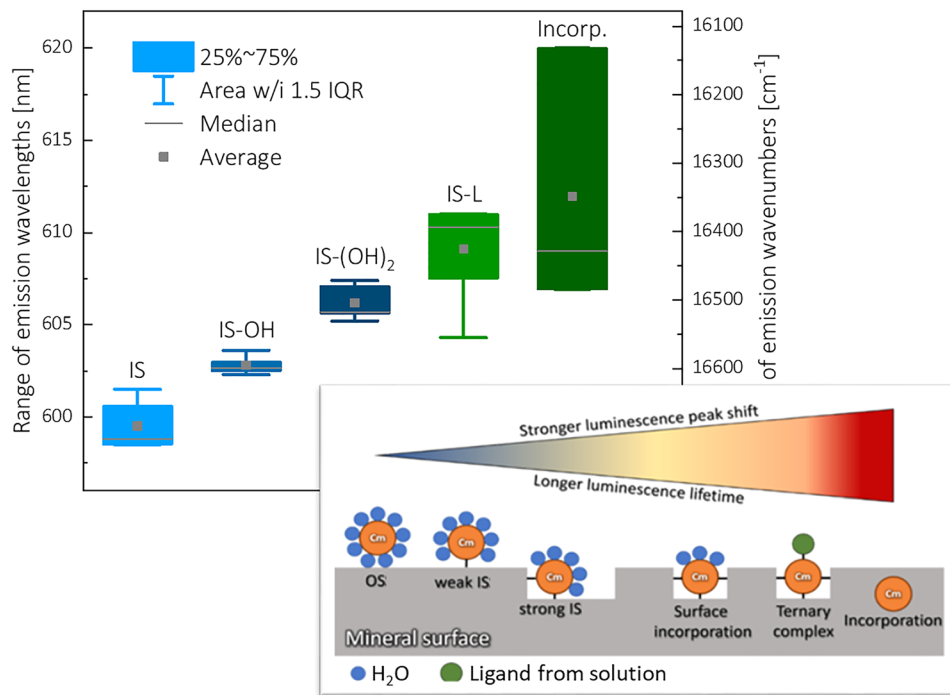 Range of emission wavelengths [nm]
620
615
610
605
600
25%~75%
Area w/i 1.5 IQR
Median
Average
IS
IS-OH
IS-(OH)2
IS-L
Incorp.
16100
16200
16300
16350
16400
16500
16600
of emission wavenumbers [cm-1]
Stronger luminescence peak shift
Longer luminescence lifetime
Cm
Cm
Cm
Cm
Cm
Cm
OS
weak IS
strong IS
Surface
incorporation
Ternary
complex
Incorporation
Mineral surface
H2O
Ligand from solution